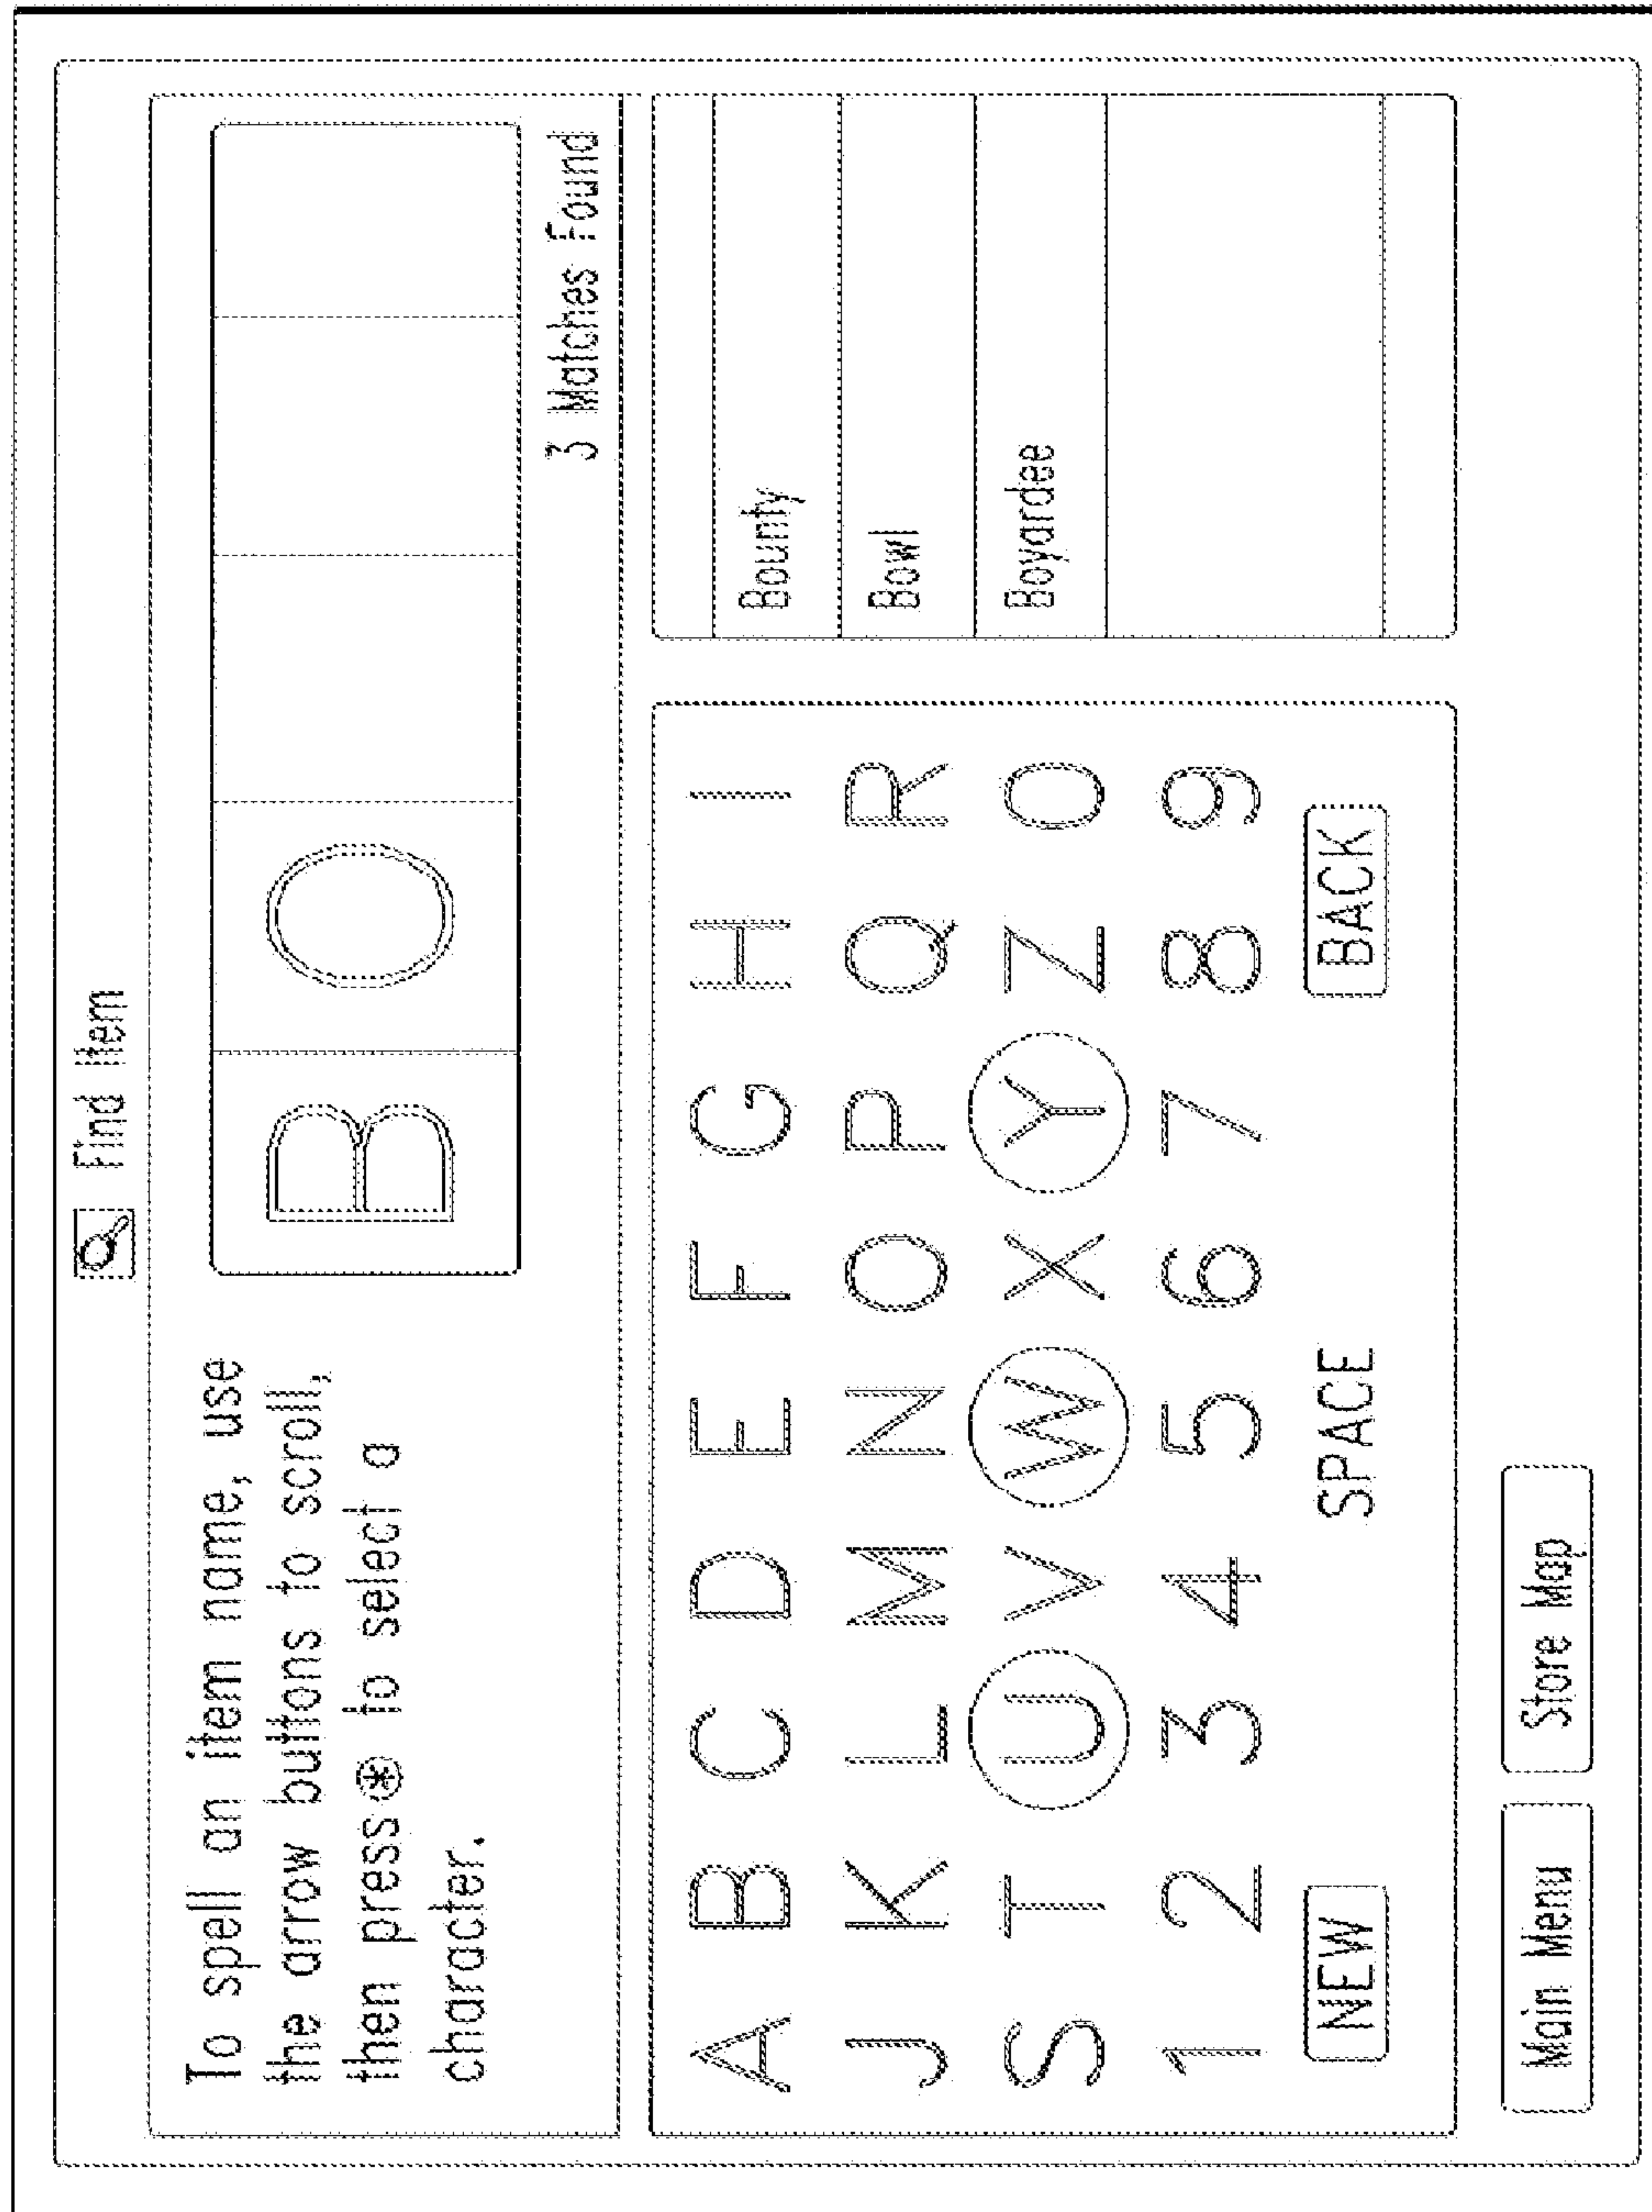 Find Item
To spell an item name, use
the arrow buttons to scroll,
then press ⊛ to select a
character.
B O
3 Matches Found
A B C D E F G H I
J K L M N O P Q R
S T U V W X Y Z 0
1 2 3 4 5 6 7 8 9
NEW SPACE BACK
Bounty
Bowl
Boyardee
Main Menu Store Map